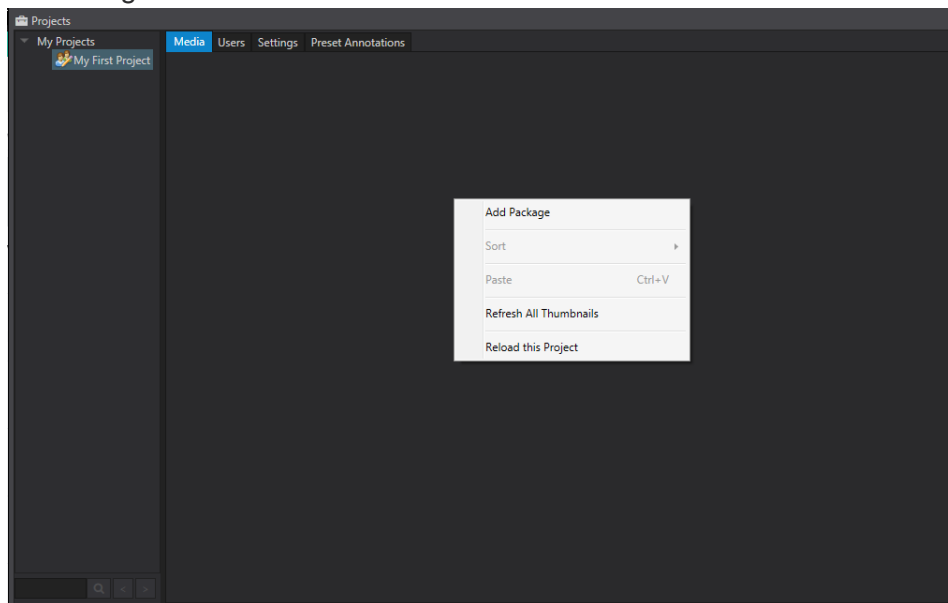 Projects
My Projects
My First Project
Media Users Settings Preset Annotations
Add Package
Sort
Paste Ctrl+V
Refresh All Thumbnails
Reload this Project
< >